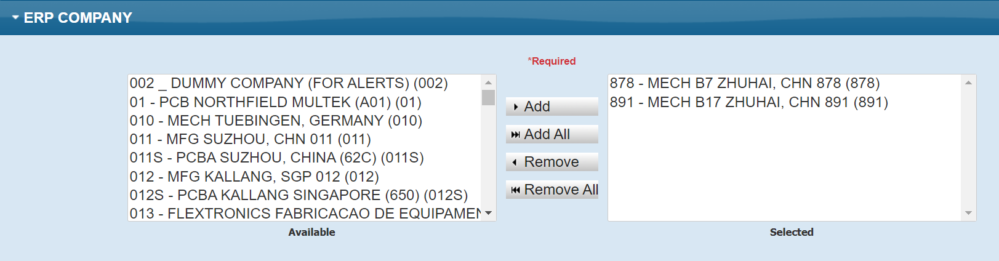 ERP COMPANY
*Required
002 _ DUMMY COMPANY (FOR ALERTS) (002)
01 - PCB NORTHFIELD MULTEK (A01) (01)
010 - MECH TUEBINGEN, GERMANY (010)
011 - MFG SUZHOU, CHN 011 (011)
011S - PCBA SUZHOU, CHINA (62C) (011S)
012 - MFG KALLANG, SGP 012 (012)
012S - PCBA KALLANG SINGAPORE (650) (012S)
013 - FLEXTRONICS FABRICACAO DE EQUIPAMEN
Available
Add
Add All
Remove
Remove All
878 - MECH B7 ZHUHAI, CHN 878 (878)
891 - MECH B17 ZHUHAI, CHN 891 (891)
Selected